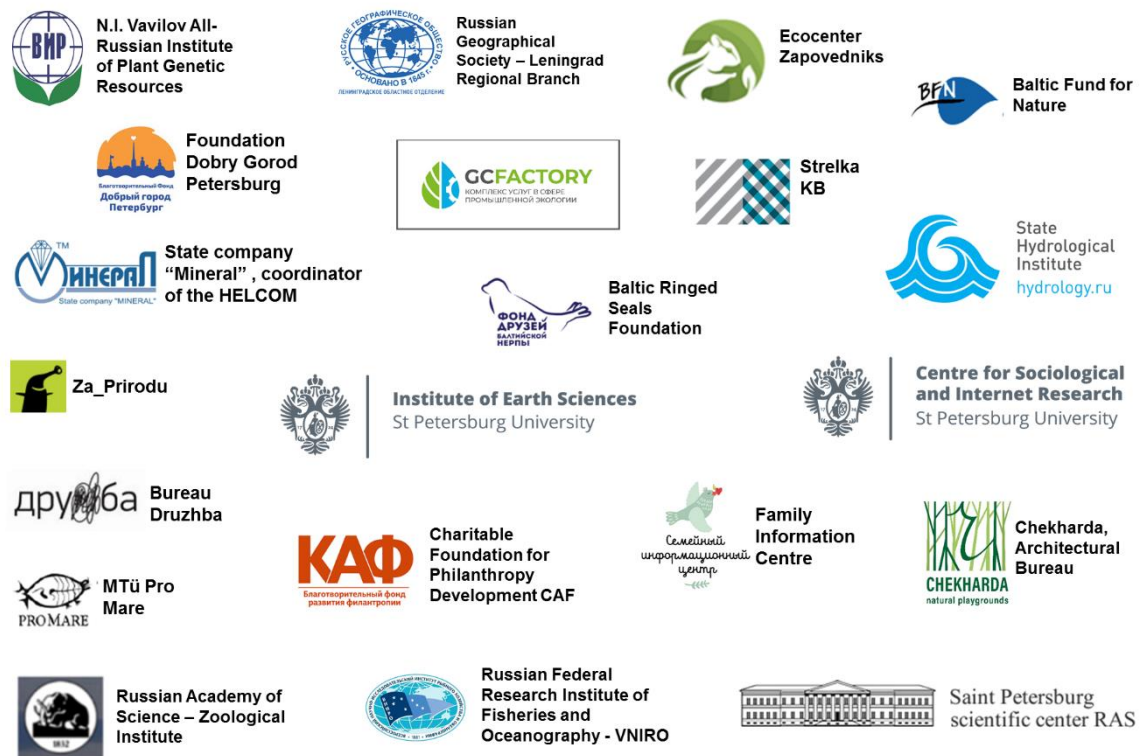 ВИР
N.I. Vavilov All-
Russian Institute
of Plant Genetic
Resources
РУССКОЕ ГЕОГРАФИЧЕСКОЕ ОБЩЕСТВО
• ОСНОВАНО В 1845 г. •
ЛЕНИНГРАДСКОЕ ОБЛАСТНОЕ ОТДЕЛЕНИЕ
Russian
Geographical
Society – Leningrad
Regional Branch
Ecocenter
Zapovedniks
BFN
Baltic Fund for
Nature
Благотворительный Фонд
Добрый город
Петербург
Foundation
Dobry Gorod
Petersburg
GCFACTORY
КОМПЛЕКС УСЛУГ В СФЕРЕ
ПРОМЫШЛЕННОЙ ЭКОЛОГИИ
Strelka
KB
TM
МИНЕРАЛ
State company "MINERAL"
State company
“Mineral” , coordinator
of the HELCOM
ФОНД
ДРУЗЕЙ
БАЛТИЙСКОЙ
НЕРПЫ
Baltic Ringed
Seals
Foundation
State
Hydrological
Institute
hydrology.ru
Za_Prirodu
Institute of Earth Sciences
St Petersburg University
Centre for Sociological
and Internet Research
St Petersburg University
дружба
Bureau
Druzhba
КАФ
Благотворительный фонд
развития филантропии
Charitable
Foundation for
Philanthropy
Development CAF
Семейный
информационный
центр
Family
Information
Centre
CHEKHARDA
natural playgrounds
Chekharda,
Architectural
Bureau
PRO MARE
MTü Pro
Mare
1832
Russian Academy of
Science – Zoological
Institute
Russian Federal
Research Institute of
Fisheries and
Oceanography - VNIRO
Saint Petersburg
scientific center RAS